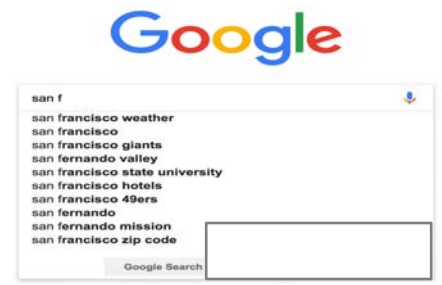 Google
san f
san francisco weather
san francisco
san francisco giants
san fernando valley
san francisco state university
san francisco hotels
san francisco 49ers
san fernando
san fernando mission
san francisco zip code
Google Search